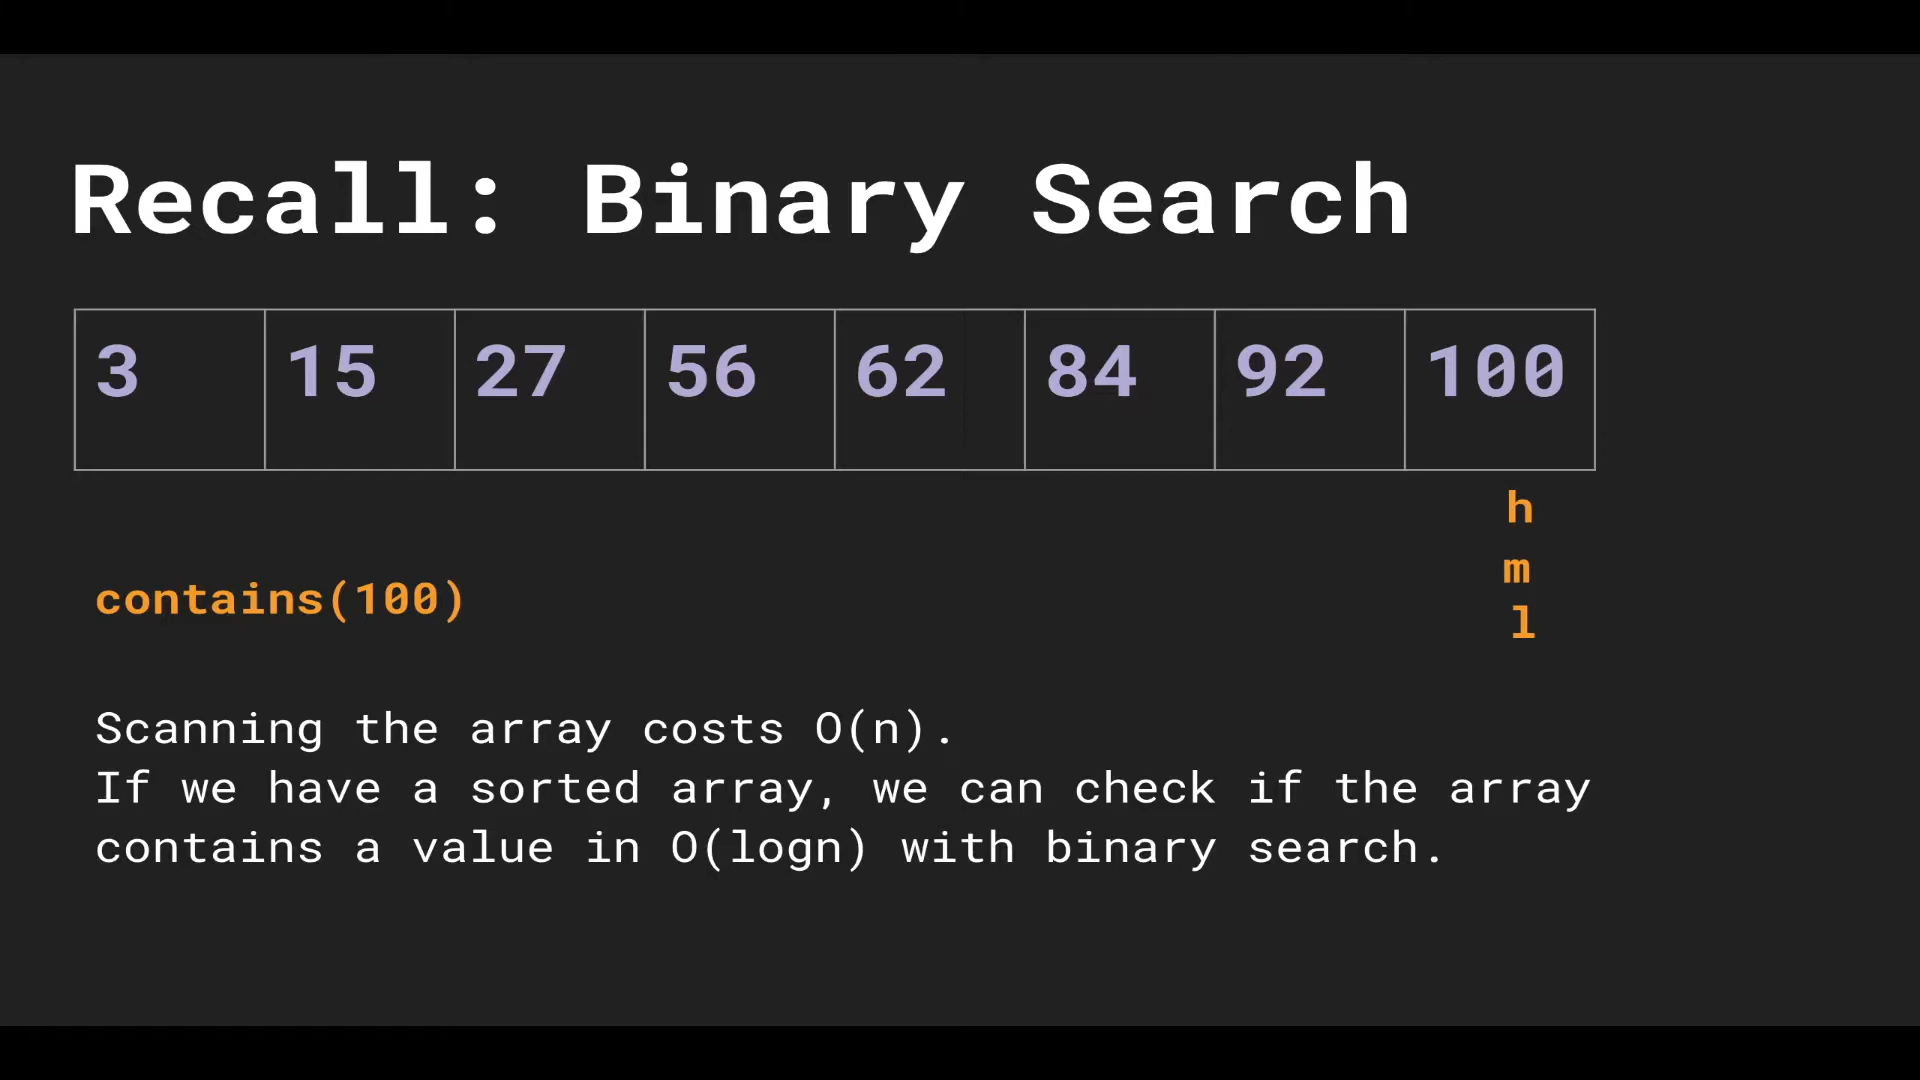 Recall: Binary Search
3 15 27 56 62 84 92 100
h
m
contains(100)
l
Scanning the array costs O(n).
If we have a sorted array, we can check if the array
contains a value in O(logn) with binary search.